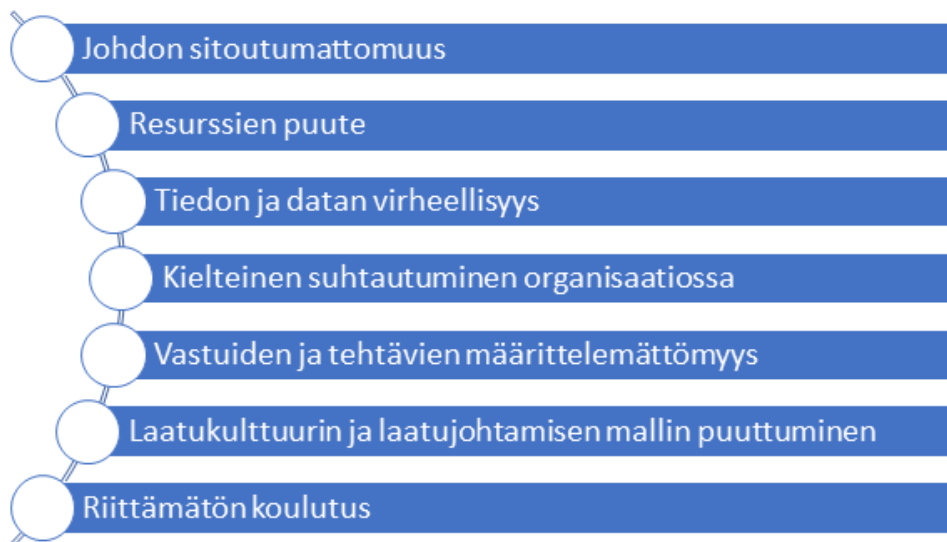 Johdon sitoutumattomuus
Resurssien puute
Tiedon ja datan virheellisyys
Kielteinen suhtautuminen organisaatiossa
Vastuiden ja tehtävien määrittelemättömyys
Laatukulttuurin ja laatujohtamisen mallin puuttuminen
Riittämätön koulutus